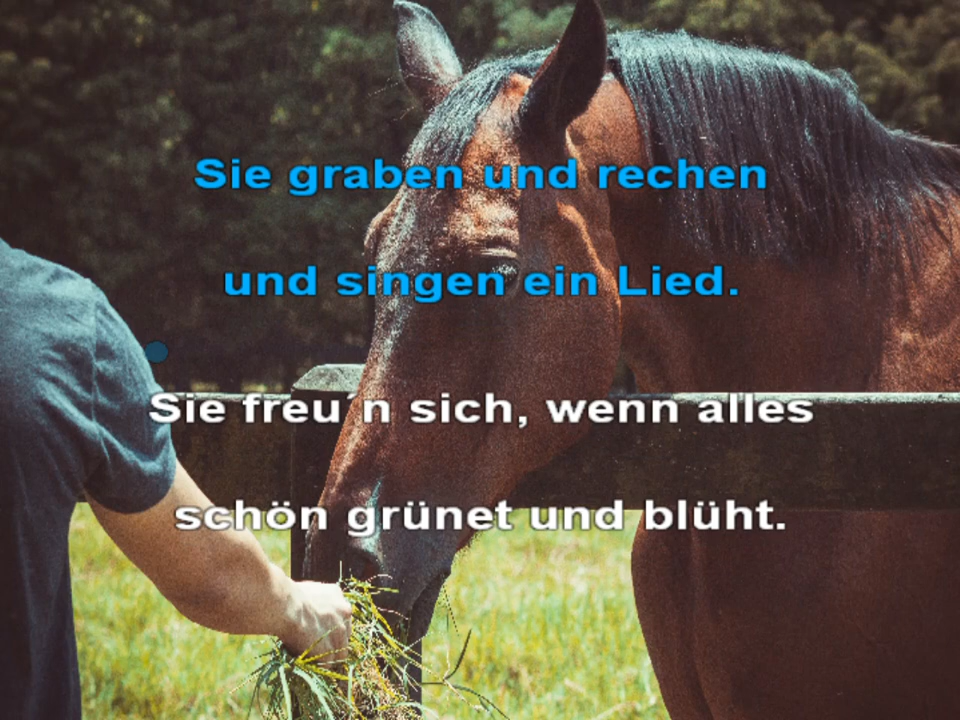 Sie graben und rechen
und singen ein Lied.
Sie freu´n sich, wenn alles
schön grünet und blüht.